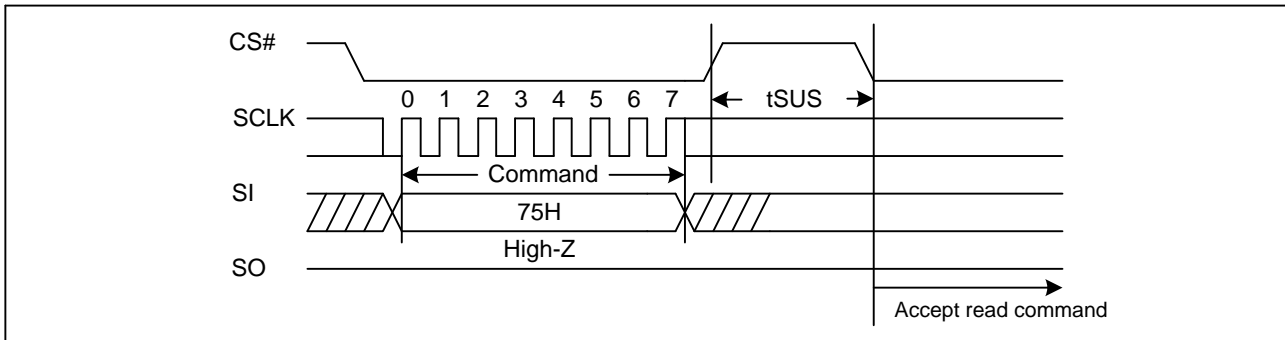 CS#
tSUS
0 1 2 3 4 5 6 7
SCLK
Command
SI
75H
High-Z
SO
Accept read command